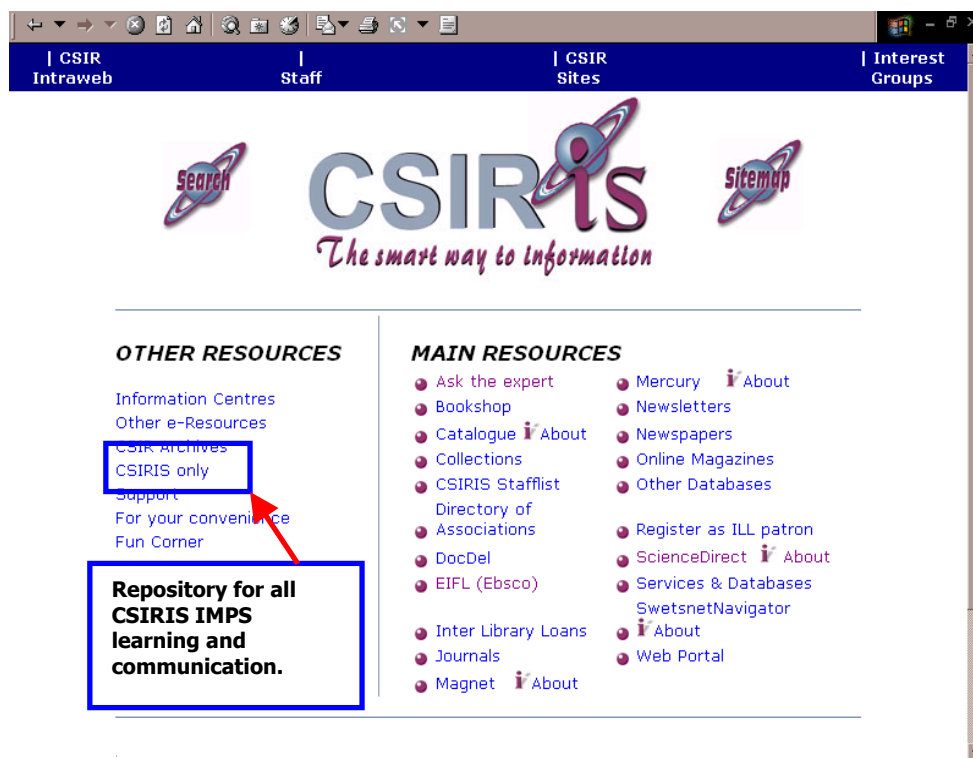 | CSIR Intraweb
| Staff
| CSIR Sites
| Interest Groups
Search
CSIRis
Sitemap
The smart way to information
OTHER RESOURCES
Information Centres
Other e-Resources
CSIR Archives
CSIRIS only
Support
For your convenience
Fun Corner
Repository for all
CSIRIS IMPS
learning and
communication.
MAIN RESOURCES
Ask the expert
Bookshop
Catalogue i About
Collections
CSIRIS Stafflist
Directory of
Associations
DocDel
EIFL (Ebsco)
Inter Library Loans
Journals
Magnet i About
Mercury i About
Newsletters
Newspapers
Online Magazines
Other Databases
Register as ILL patron
ScienceDirect i About
Services & Databases
SwetsnetNavigator
i About
Web Portal